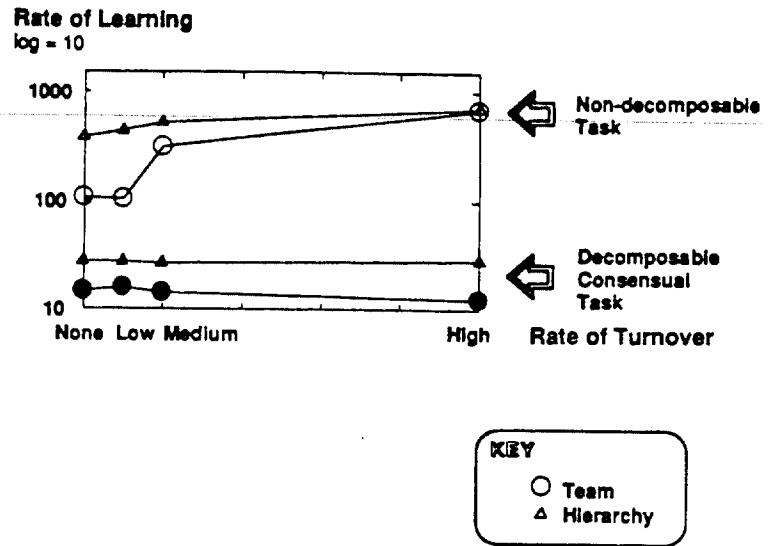 Rate of Learning
log = 10
1000
100
10
None Low Medium High
Rate of Turnover
Non-decomposable
Task
Decomposable
Consensual
Task
KEY
Team
Hierarchy